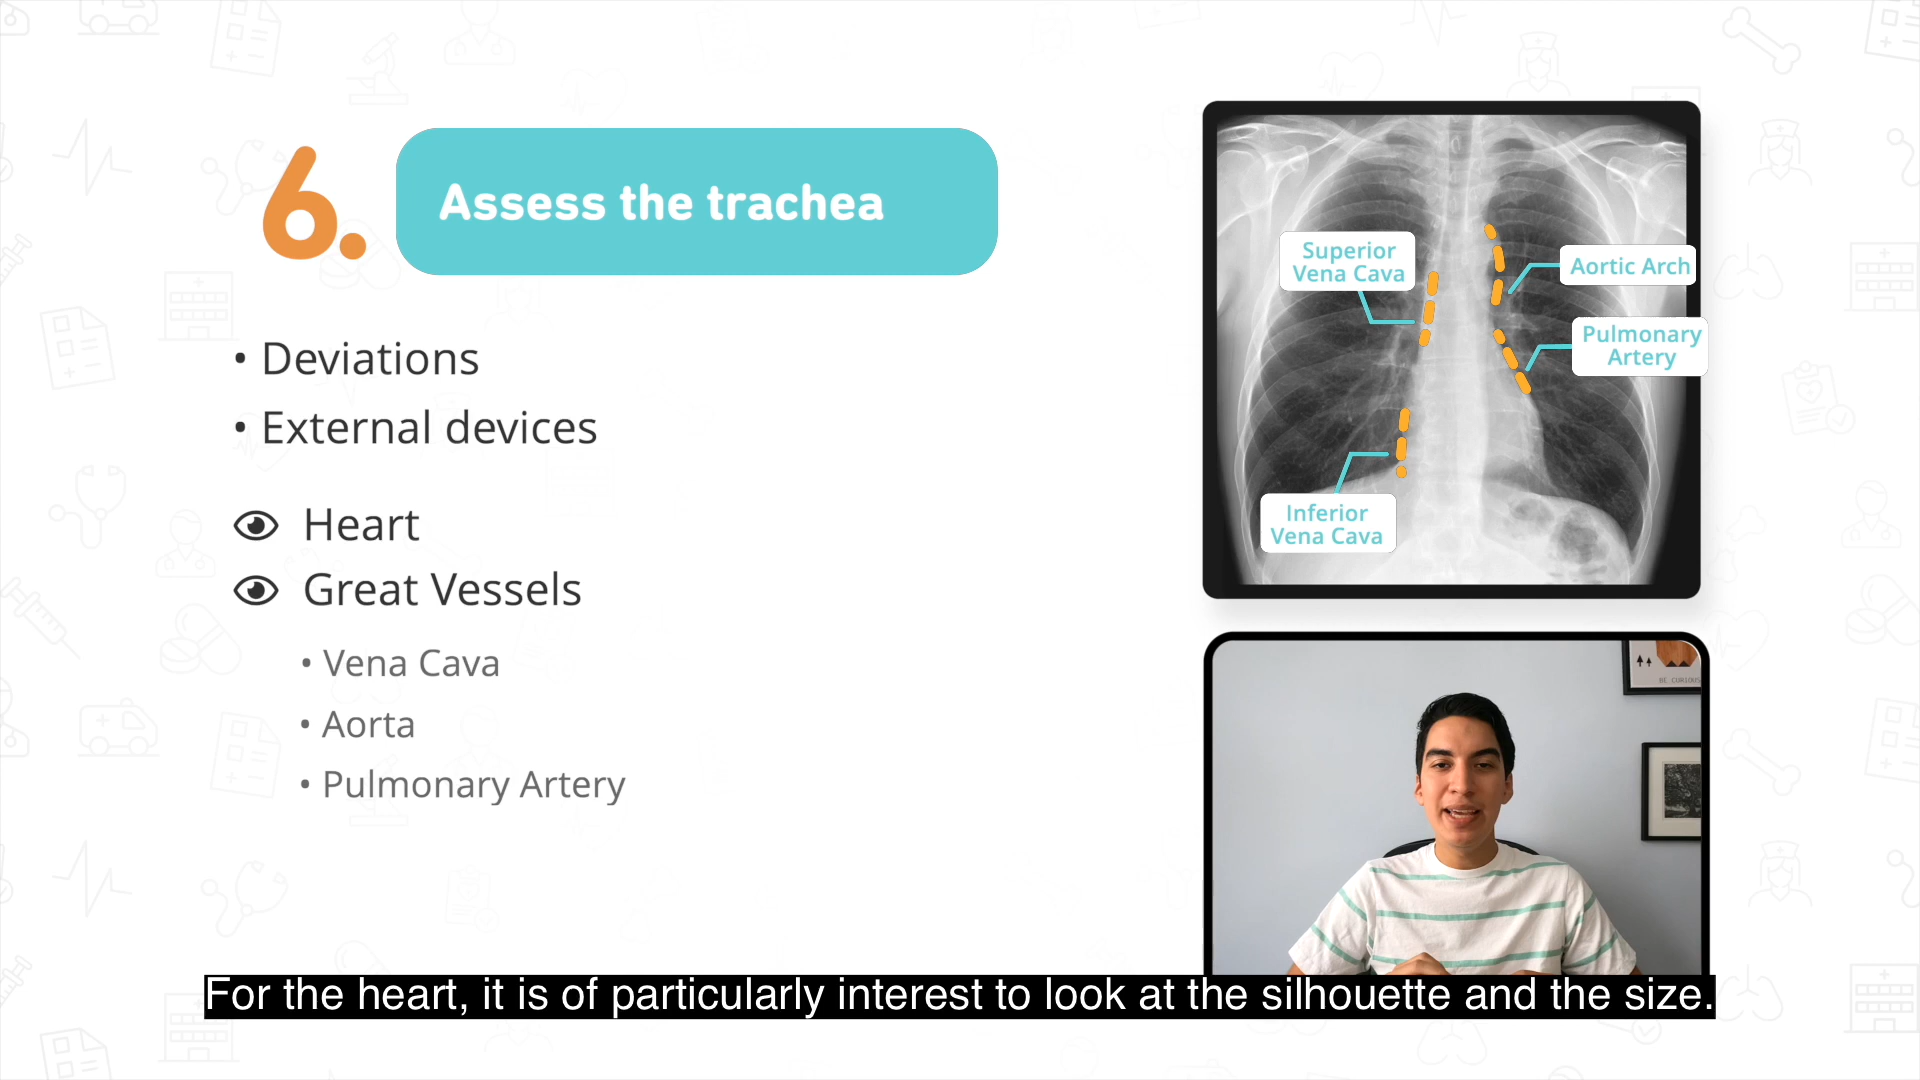 6.
Assess the trachea
• Deviations
• External devices
Heart
Great Vessels
• Vena Cava
• Aorta
• Pulmonary Artery
Superior
Vena Cava
Aortic Arch
Pulmonary
Artery
Inferior
Vena Cava
BE CURIOUS
For the heart, it is of particularly interest to look at the silhouette and the size.